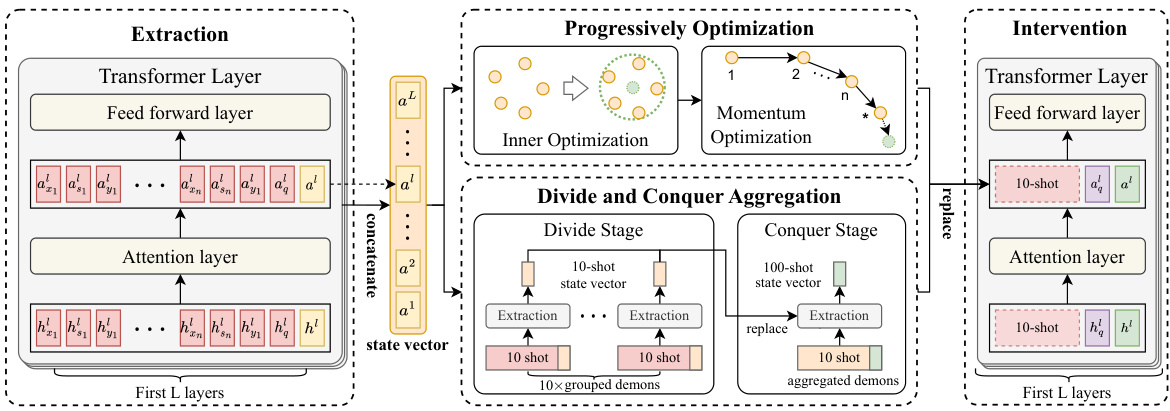 Extraction
Transformer Layer
Feed forward layer
a^l_{x_1} a^l_{s_1} a^l_{y_1} ... a^l_{x_n} a^l_{s_n} a^l_{y_1} a^l_q a^l
Attention layer
h^l_{x_1} h^l_{s_1} h^l_{y_1} ... h^l_{x_n} h^l_{s_n} h^l_{y_1} h^l_q h^l
First L layers
concatenate
a^L
a^l
a^2
a^1
state vector
Progressively Optimization
Inner Optimization
1
2
...
n
*
Momentum
Optimization
Divide and Conquer Aggregation
Divide Stage
10-shot
state vector
Extraction ... Extraction
10 shot 10 shot
10×grouped demons
replace
Conquer Stage
100-shot
state vector
Extraction
10 shot
aggregated demons
replace
Intervention
Transformer Layer
Feed forward layer
10-shot a^l_q a^l
Attention layer
10-shot h^l_q h^l
First L layers